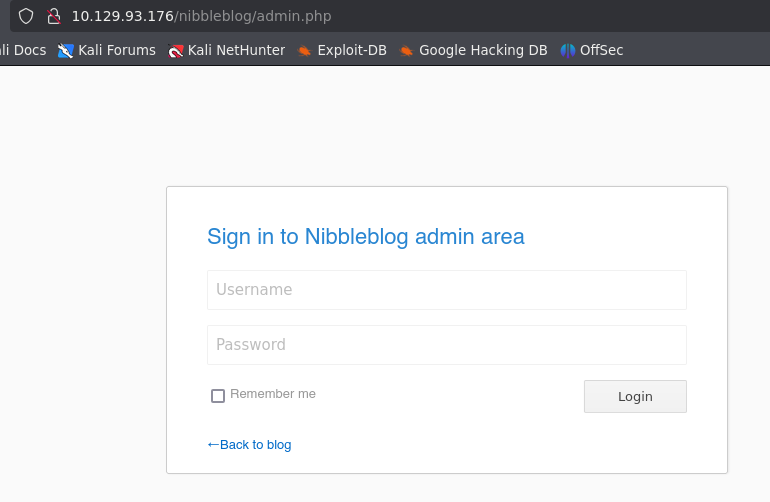 10.129.93.176/nibbleblog/admin.php
li Docs Kali Forums Kali NetHunter Exploit-DB Google Hacking DB OffSec
Sign in to Nibbleblog admin area
Username
Password
Remember me Login
←Back to blog